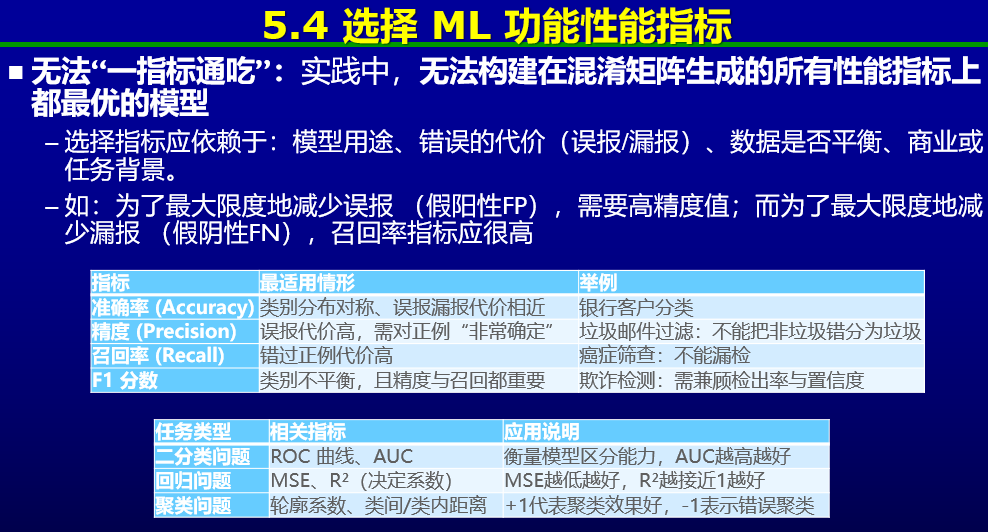 5.4 选择 ML 功能性能指标
■ 无法“一指标通吃”：实践中，无法构建在混淆矩阵生成的所有性能指标上
都最优的模型
– 选择指标应依赖于：模型用途、错误的代价（误报/漏报）、数据是否平衡、商业或
任务背景。
– 如：为了最大限度地减少误报 （假阳性FP），需要高精度值；而为了最大限度地减
少漏报 （假阴性FN），召回率指标应很高
指标 最适用情形 举例
准确率 (Accuracy) 类别分布对称、误报漏报代价相近 银行客户分类
精度 (Precision) 误报代价高，需对正例“非常确定” 垃圾邮件过滤：不能把非垃圾错分为垃圾
召回率 (Recall) 错过正例代价高 癌症筛查：不能漏检
F1 分数 类别不平衡，且精度与召回都重要 欺诈检测：需兼顾检出率与置信度
任务类型 相关指标 应用说明
二分类问题 ROC 曲线、AUC 衡量模型区分能力，AUC越高越好
回归问题 MSE、R²（决定系数） MSE越低越好，R²越接近1越好
聚类问题 轮廓系数、类间/类内距离 +1代表聚类效果好，-1表示错误聚类